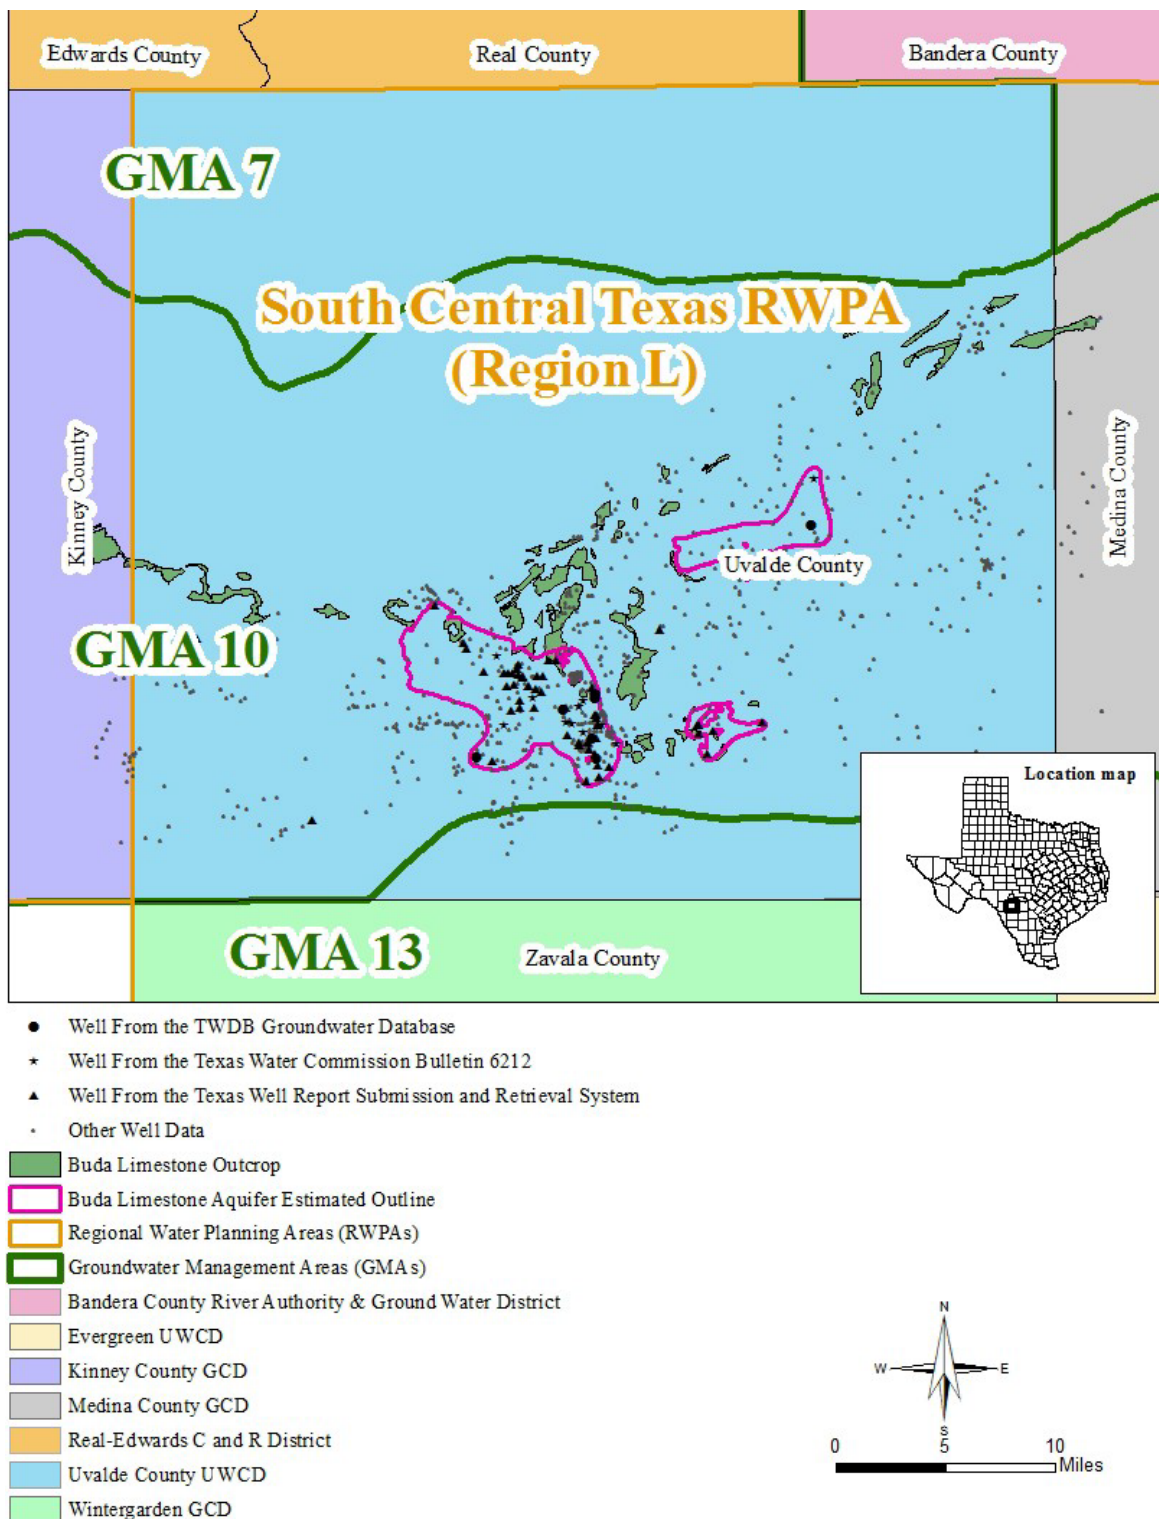 Edwards County
Real County
Bandera County
GMA 7
South Central Texas RWPA
(Region L)
Kinney County
Medina County
Uvalde County
GMA 10
Location map
GMA 13
Zavala County
Well From the TWDB Groundwater Database
Well From the Texas Water Commission Bulletin 6212
Well From the Texas Well Report Submission and Retrieval System
Other Well Data
Buda Limestone Outcrop
Buda Limestone Aquifer Estimated Outline
Regional Water Planning Areas (RWPAs)
Groundwater Management Areas (GMAs)
Bandera County River Authority & Ground Water District
Evergreen UWCD
Kinney County GCD
Medina County GCD
Real-Edwards C and R District
Uvalde County UWCD
Wintergarden GCD
N
W E
S
0 5 10
Miles